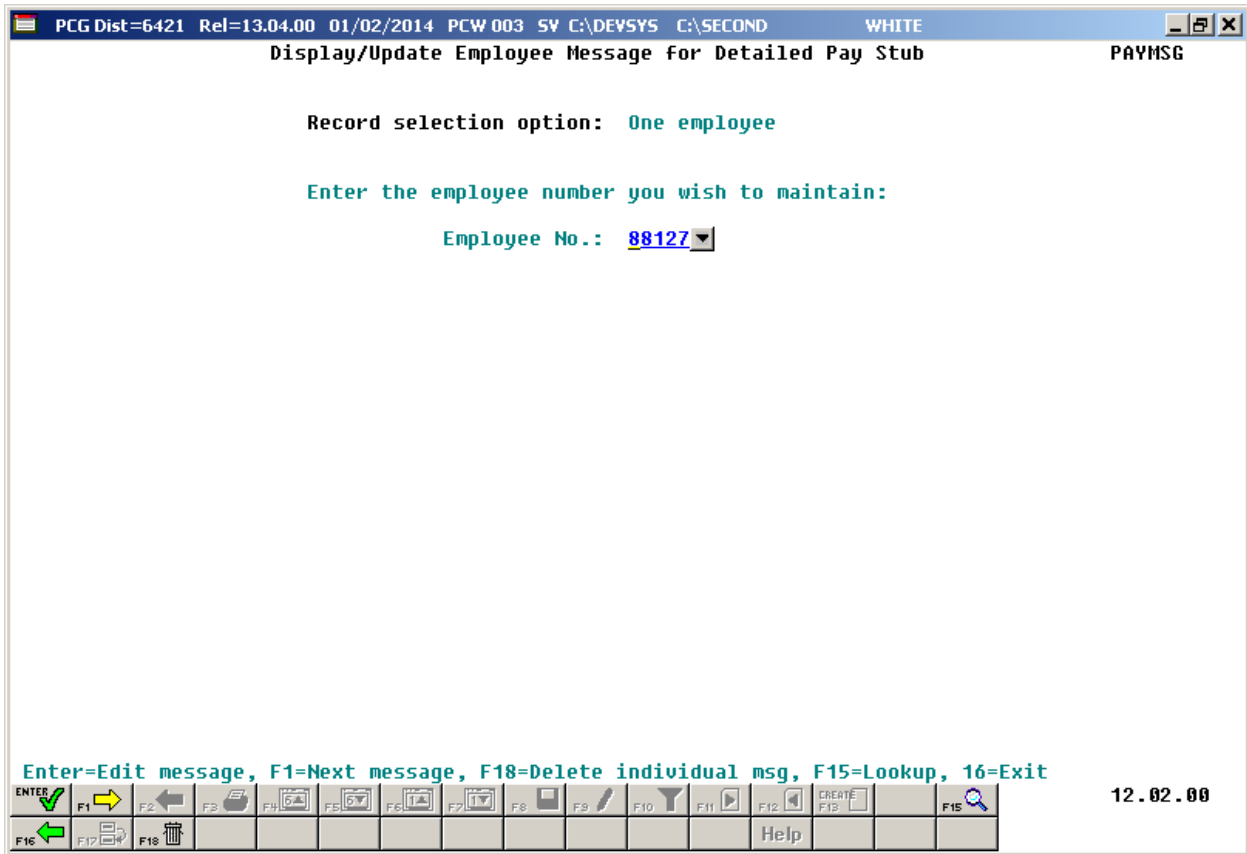 PCG Dist=6421 Rel=13.04.00 01/02/2014 PCW 003 SV C:\DEVSYS C:\SECOND WHITE
Display/Update Employee Message for Detailed Pay Stub PAYMSG
Record selection option: One employee
Enter the employee number you wish to maintain:
Employee No.: 88127
Enter=Edit message, F1=Next message, F18=Delete individual msg, F15=Lookup, 16=Exit
ENTER F1 F2 F3 F4 6 F5 6 F6 1 F7 1 F8 F9 F10 F11 F12 CREATE F13 F15 12.02.00
F16 F17 F18 Help